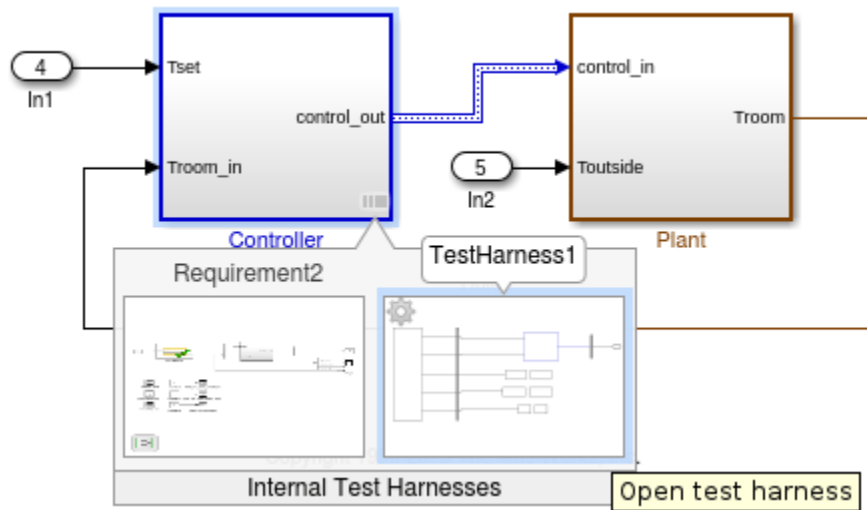 4
In1
Tset
Troom_in
control_out
Controller
5
In2
control_in
Toutside
Troom
Plant
Requirement2
TestHarness1
Internal Test Harnesses
Open test harness